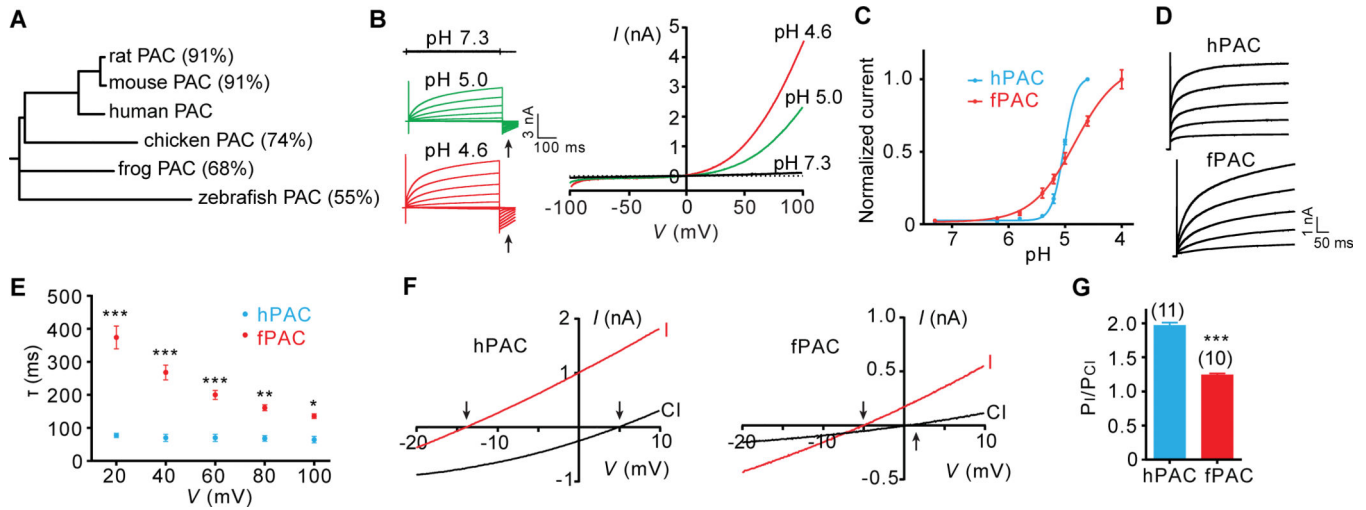 A
rat PAC (91%)
mouse PAC (91%)
human PAC
chicken PAC (74%)
frog PAC (68%)
zebrafish PAC (55%)
B
pH 7.3
pH 5.0
3 nA
100 ms
pH 4.6
I (nA)
5
4
3
2
1
0
pH 4.6
pH 5.0
pH 7.3
-100 -50 0 50 100
V (mV)
C
Normalized current
1.0
0.5
0
hPAC
fPAC
7 6 5 4
pH
D
hPAC
fPAC
1 nA
50 ms
E
500
400
300
200
100
0
τ (ms)
hPAC
fPAC
***
***
***
**
*
20 40 60 80 100
V (mV)
F
2
I (nA)
I
hPAC
1
Cl
-20 -10 10
-1
V (mV)
1.0
I (nA)
fPAC
0.5
I
Cl
-20 -10 10
-0.5
V (mV)
G
PI/PCl
2.0
1.5
1.0
0.5
0
(11)
***
(10)
hPAC fPAC